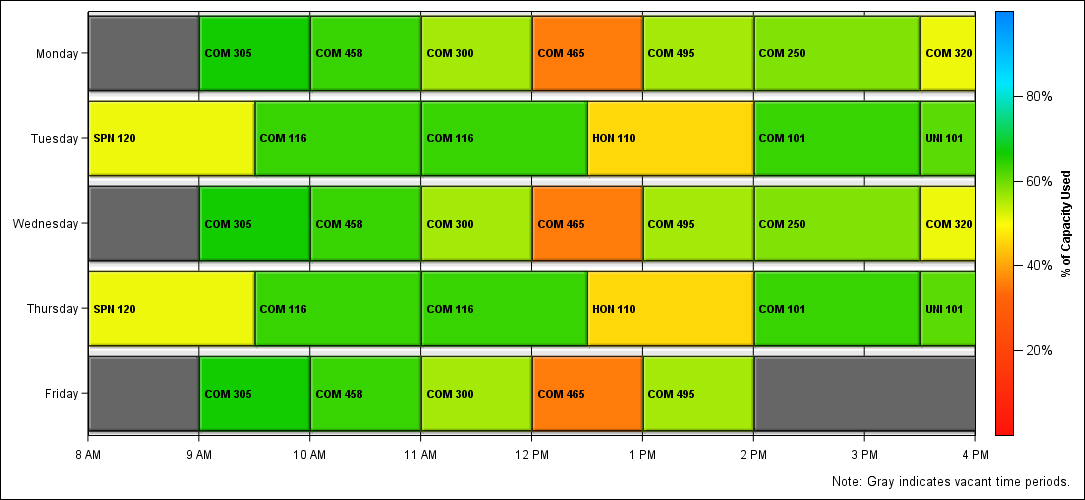 Monday
COM 305 COM 458 COM 300 COM 465 COM 495 COM 250 COM 320
Tuesday
SPN 120 COM 116 COM 116 HON 110 COM 101 UNI 101
Wednesday
COM 305 COM 458 COM 300 COM 465 COM 495 COM 250 COM 320
Thursday
SPN 120 COM 116 COM 116 HON 110 COM 101 UNI 101
Friday
COM 305 COM 458 COM 300 COM 465 COM 495
8 AM 9 AM 10 AM 11 AM 12 PM 1 PM 2 PM 3 PM 4 PM
80%
60%
40%
20%
% of Capacity Used
Note: Gray indicates vacant time periods.